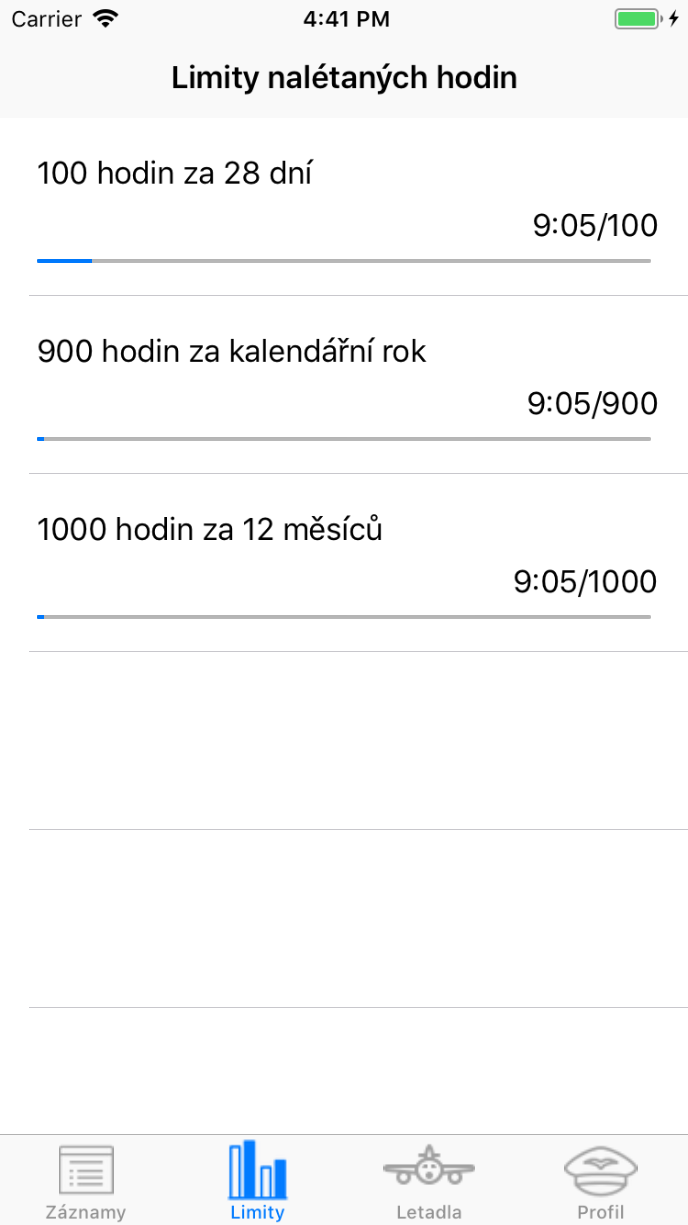 Carrier 4:41 PM
Limity nalétaných hodin
100 hodin za 28 dní
9:05/100
900 hodin za kalendářní rok
9:05/900
1000 hodin za 12 měsíců
9:05/1000
Záznamy Limity Letadla Profil